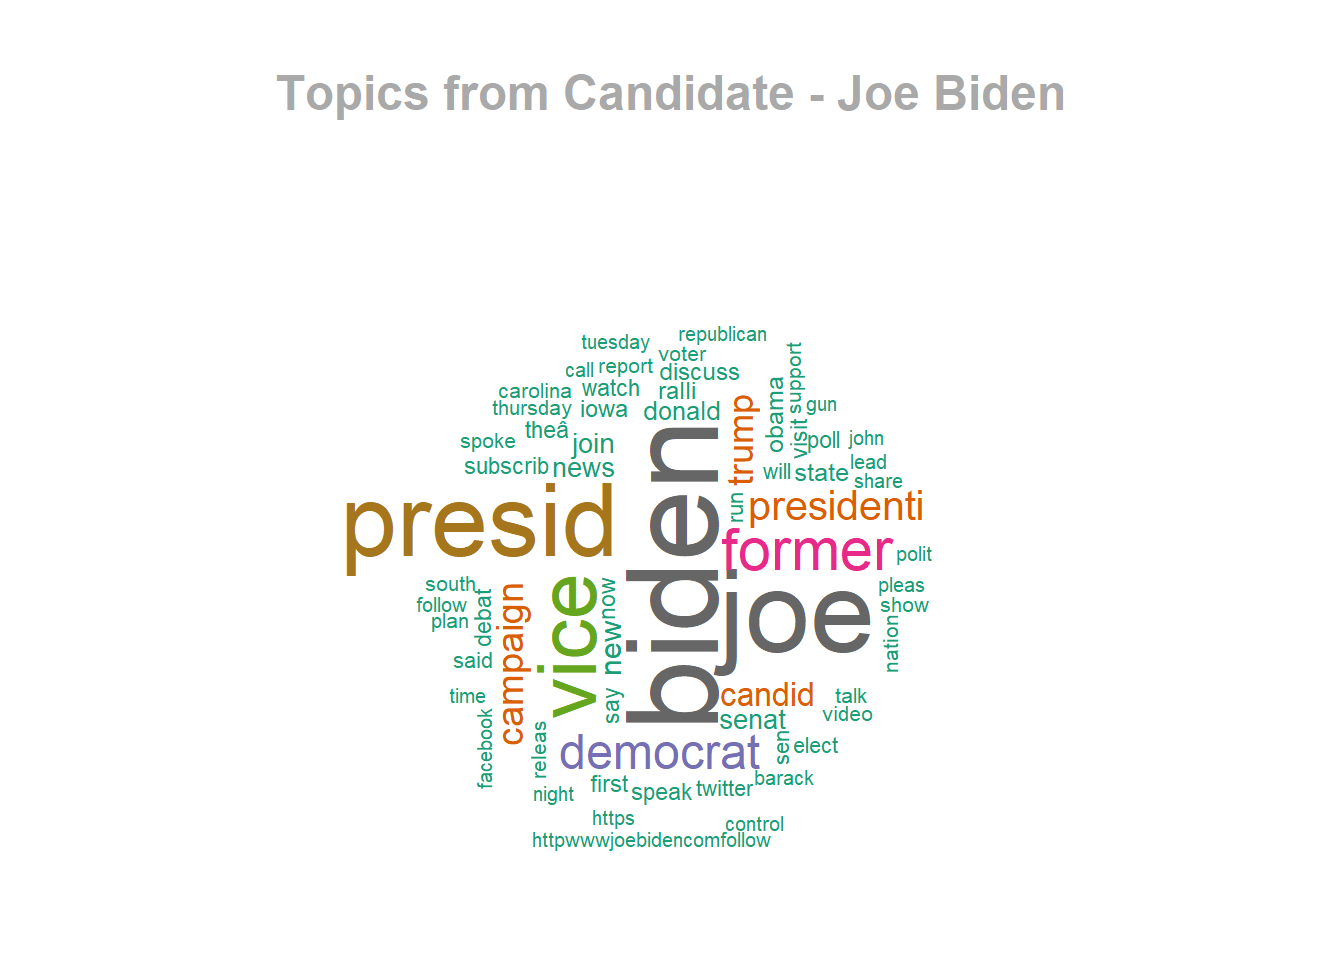 Topics from Candidate - Joe Biden
republican
tuesday
voter
support
call
report
discuss
carolina
watch
ralli
obama
thursday
iowa
donald
trump
gun
theâ
visit
spoke
join
poll
john
subscrib
news
will
state
lead
share
biden
presid
run
presidenti
former
polit
south
vice
now
joe
pleas
follow
debat
campaign
show
plan
new
nation
said
say
candid
time
talk
senat
video
facebook
releas
democrat
sen
elect
night
first
speak
twitter
barack
https
control
httpwwwjoebidencomfollow